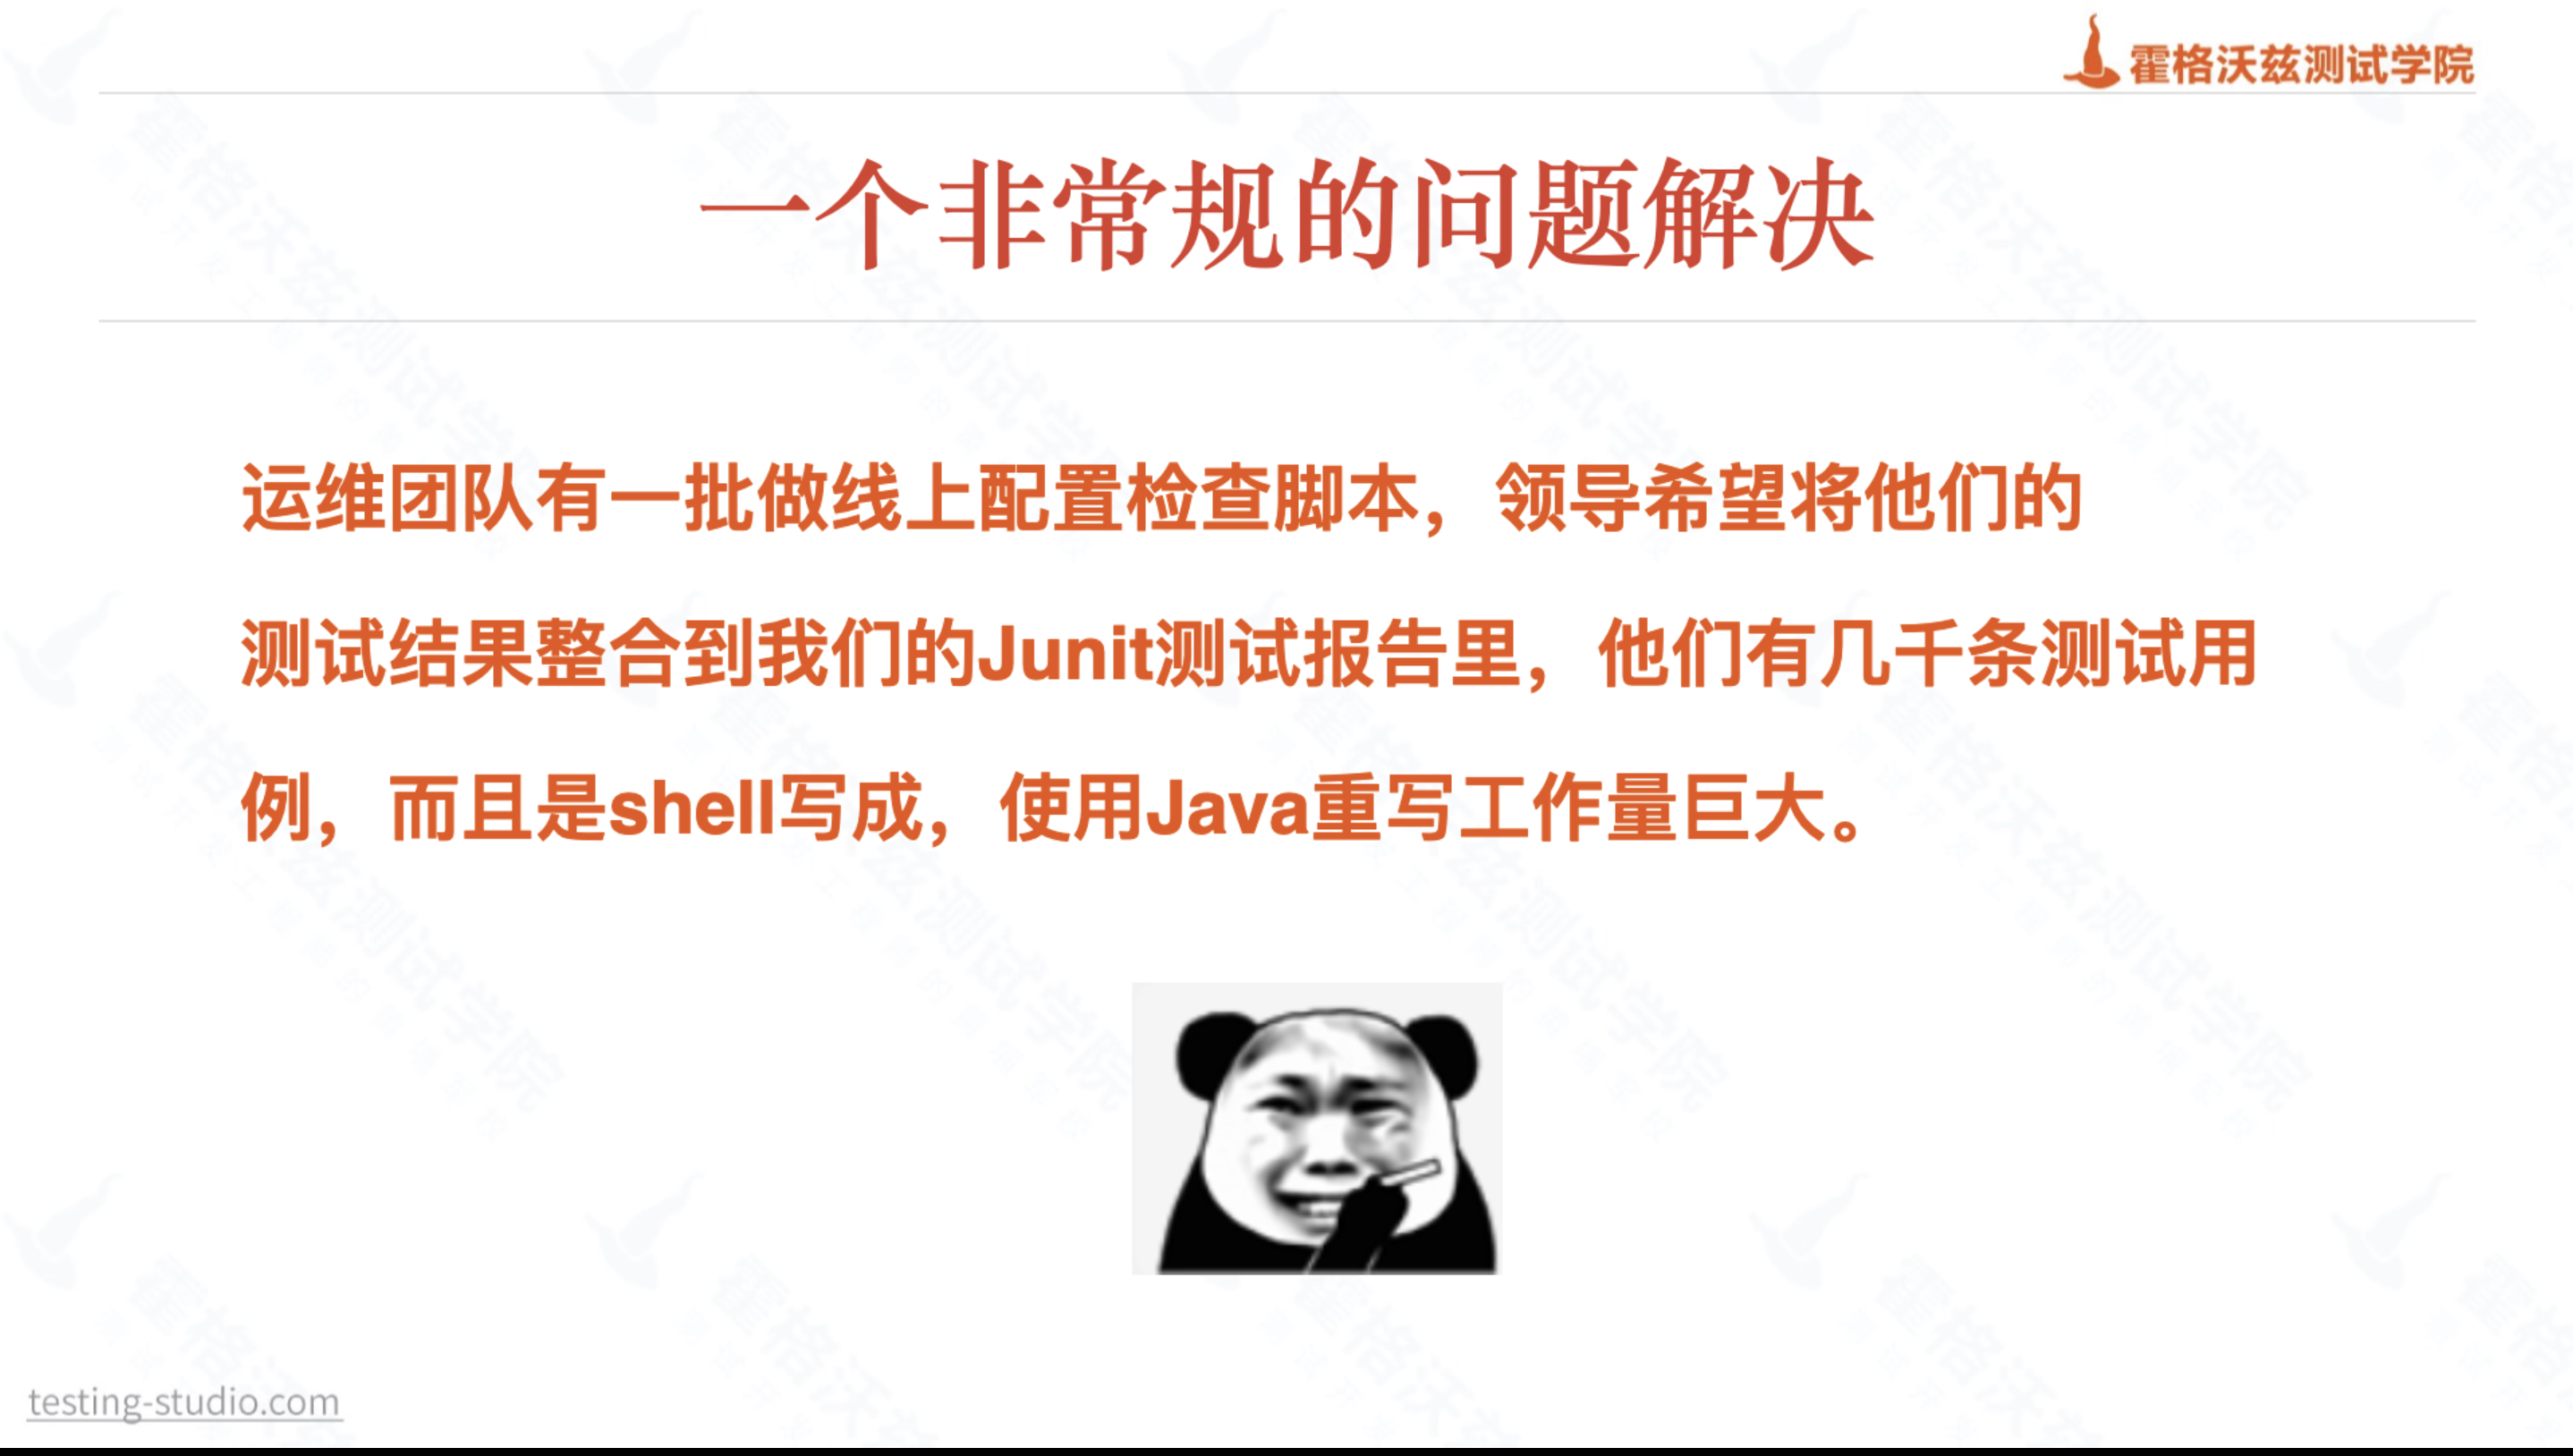 霍格沃兹测试学院
一个非常规的问题解决
运维团队有一批做线上配置检查脚本，领导希望将他们的
测试结果整合到我们的Junit测试报告里，他们有几千条测试用
例，而且是shell写成，使用Java重写工作量巨大。
testing-studio.com